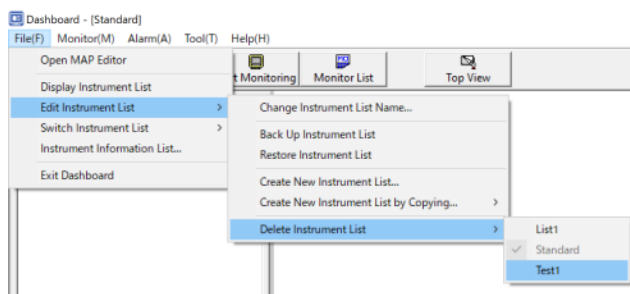 Dashboard - [Standard]
File(F) Monitor(M) Alarm(A) Tool(T) Help(H)
Open MAP Editor
Display Instrument List
Edit Instrument List
Switch Instrument List
Instrument Information List...
Exit Dashboard
t Monitoring
Monitor List
Top View
Change Instrument List Name...
Back Up Instrument List
Restore Instrument List
Create New Instrument List...
Create New Instrument List by Copying...
Delete Instrument List
List1
Standard
Test1